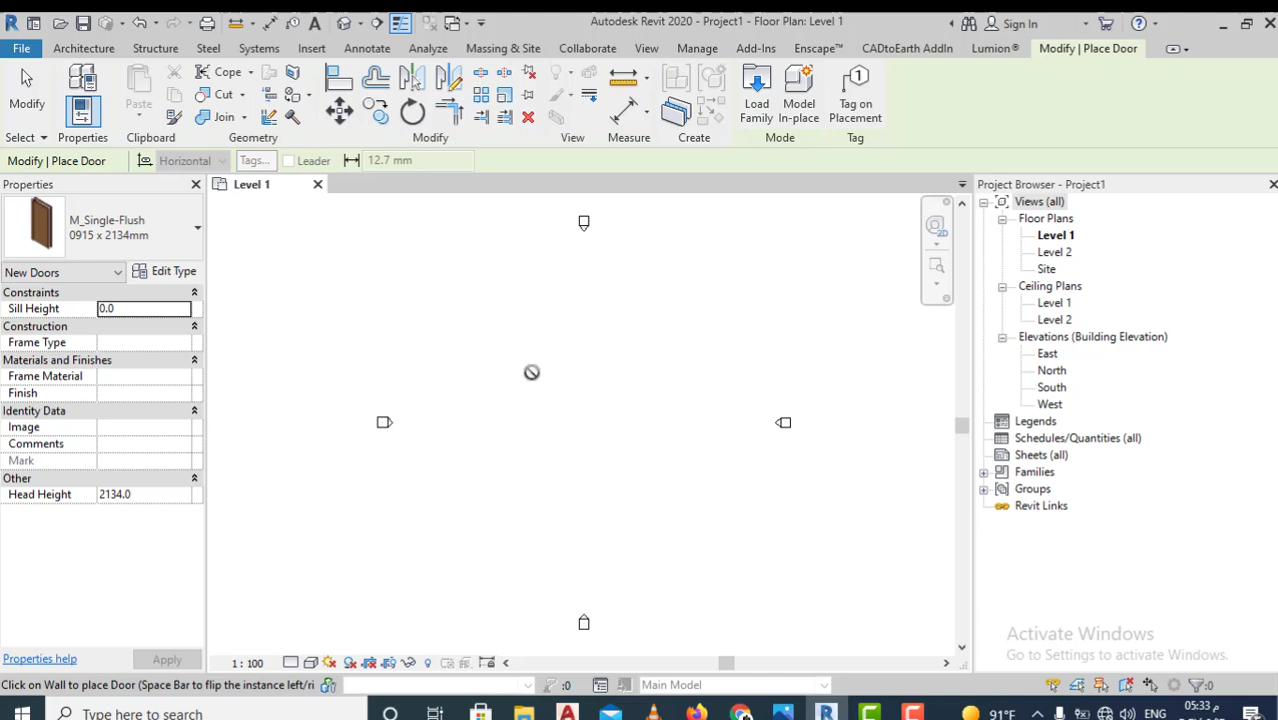 Autodesk Revit 2020 - Project1 - Floor Plan: Level 1
Sign In
File Architecture Structure Steel Systems Insert Annotate Analyze Massing & Site Collaborate View Manage Add-Ins Enscape™ CADtoEarth AddIn Lumion® Modify | Place Door
Modify
Properties
Paste
Cope
Cut
Join
Load Family
Model In-place
Tag on Placement
Select Properties Clipboard Geometry Modify View Measure Create Mode Tag
Modify | Place Door Horizontal Tags... Leader 12.7 mm
Properties
Level 1
Project Browser - Project1
M_Single-Flush
0915 x 2134mm
New Doors Edit Type
Constraints
Sill Height 0.0
Construction
Frame Type
Materials and Finishes
Frame Material
Finish
Identity Data
Image
Comments
Mark
Other
Head Height 2134.0
Properties help Apply
2D
Views (all)
Floor Plans
Level 1
Level 2
Site
Ceiling Plans
Level 1
Level 2
Elevations (Building Elevation)
East
North
South
West
Legends
Schedules/Quantities (all)
Sheets (all)
Families
Groups
Revit Links
Activate Windows
Go to Settings to activate Windows.
1 : 100
Click on Wall to place Door (Space Bar to flip the instance left/ri
:0 Main Model :0
Type here to search
91°F ENG 05:33 م